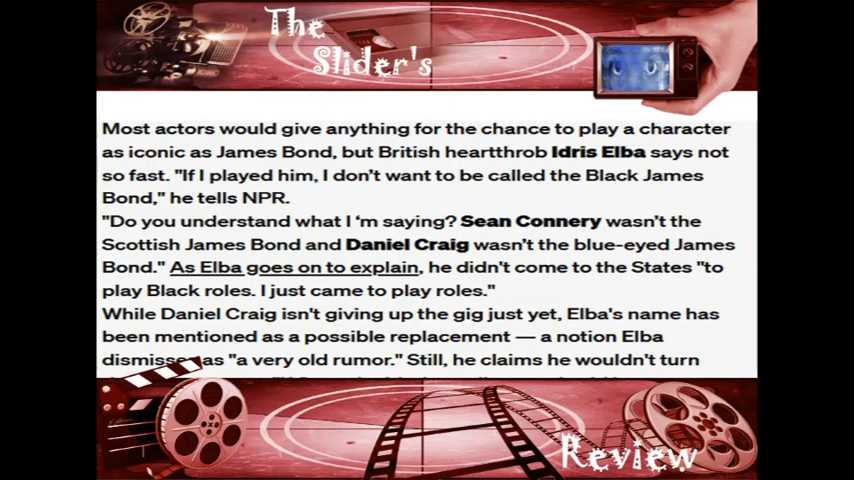 The
Slider's
Most actors would give anything for the chance to play a character
as iconic as James Bond, but British heartthrob Idris Elba says not
so fast. "If I played him, I don't want to be called the Black James
Bond," he tells NPR.
"Do you understand what I ‘m saying? Sean Connery wasn’t the
Scottish James Bond and Daniel Craig wasn’t the blue-eyed James
Bond." As Elba goes on to explain, he didn’t come to the States "to
play Black roles. I just came to play roles."
While Daniel Craig isn't giving up the gig just yet, Elba's name has
been mentioned as a possible replacement — a notion Elba
dismisses as "a very old rumor." Still, he claims he wouldn't turn
Review